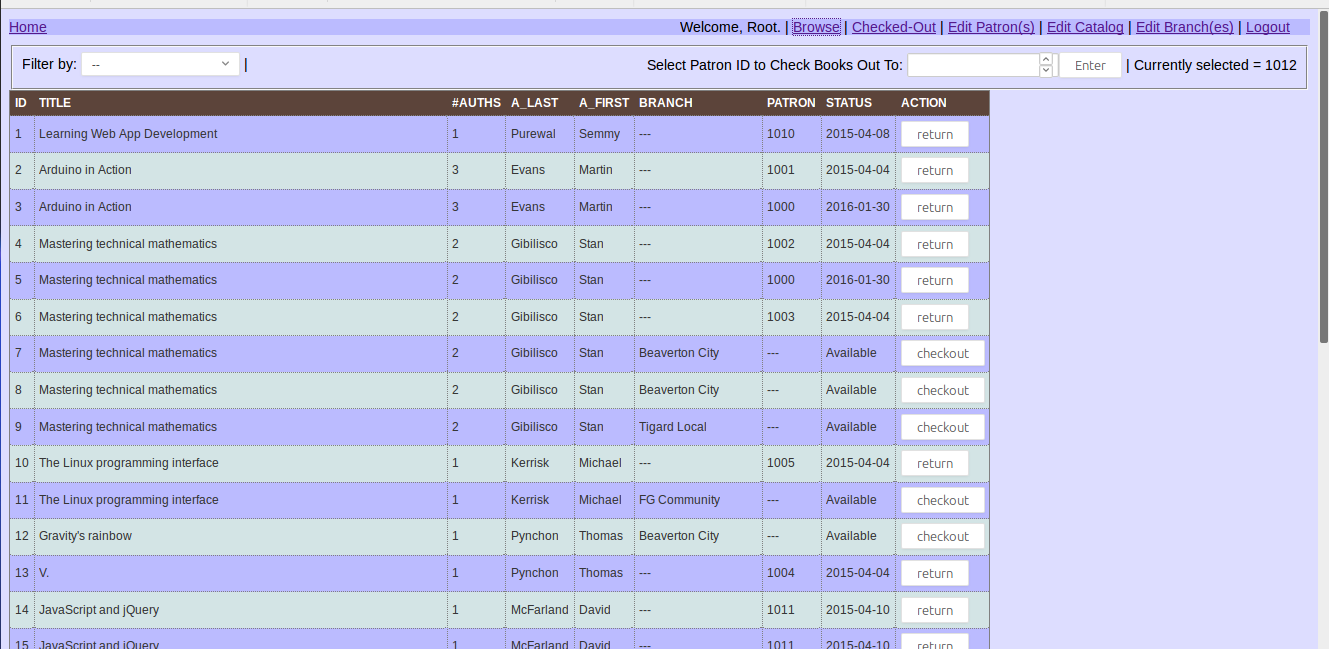 Home Welcome, Root. | Browse | Checked-Out | Edit Patron(s) | Edit Catalog | Edit Branch(es) | Logout
Filter by: -- | Select Patron ID to Check Books Out To: Enter | Currently selected = 1012
ID TITLE #AUTHS A_LAST A_FIRST BRANCH PATRON STATUS ACTION
1 Learning Web App Development 1 Purewal Semmy --- 1010 2015-04-08 return
2 Arduino in Action 3 Evans Martin --- 1001 2015-04-04 return
3 Arduino in Action 3 Evans Martin --- 1000 2016-01-30 return
4 Mastering technical mathematics 2 Gibilisco Stan --- 1002 2015-04-04 return
5 Mastering technical mathematics 2 Gibilisco Stan --- 1000 2016-01-30 return
6 Mastering technical mathematics 2 Gibilisco Stan --- 1003 2015-04-04 return
7 Mastering technical mathematics 2 Gibilisco Stan Beaverton City --- Available checkout
8 Mastering technical mathematics 2 Gibilisco Stan Beaverton City --- Available checkout
9 Mastering technical mathematics 2 Gibilisco Stan Tigard Local --- Available checkout
10 The Linux programming interface 1 Kerrisk Michael --- 1005 2015-04-04 return
11 The Linux programming interface 1 Kerrisk Michael FG Community --- Available checkout
12 Gravity's rainbow 1 Pynchon Thomas Beaverton City --- Available checkout
13 V. 1 Pynchon Thomas --- 1004 2015-04-04 return
14 JavaScript and jQuery 1 McFarland David --- 1011 2015-04-10 return
15 JavaScript and jQuery 1 McFarland David --- 1011 2015-04-10 return